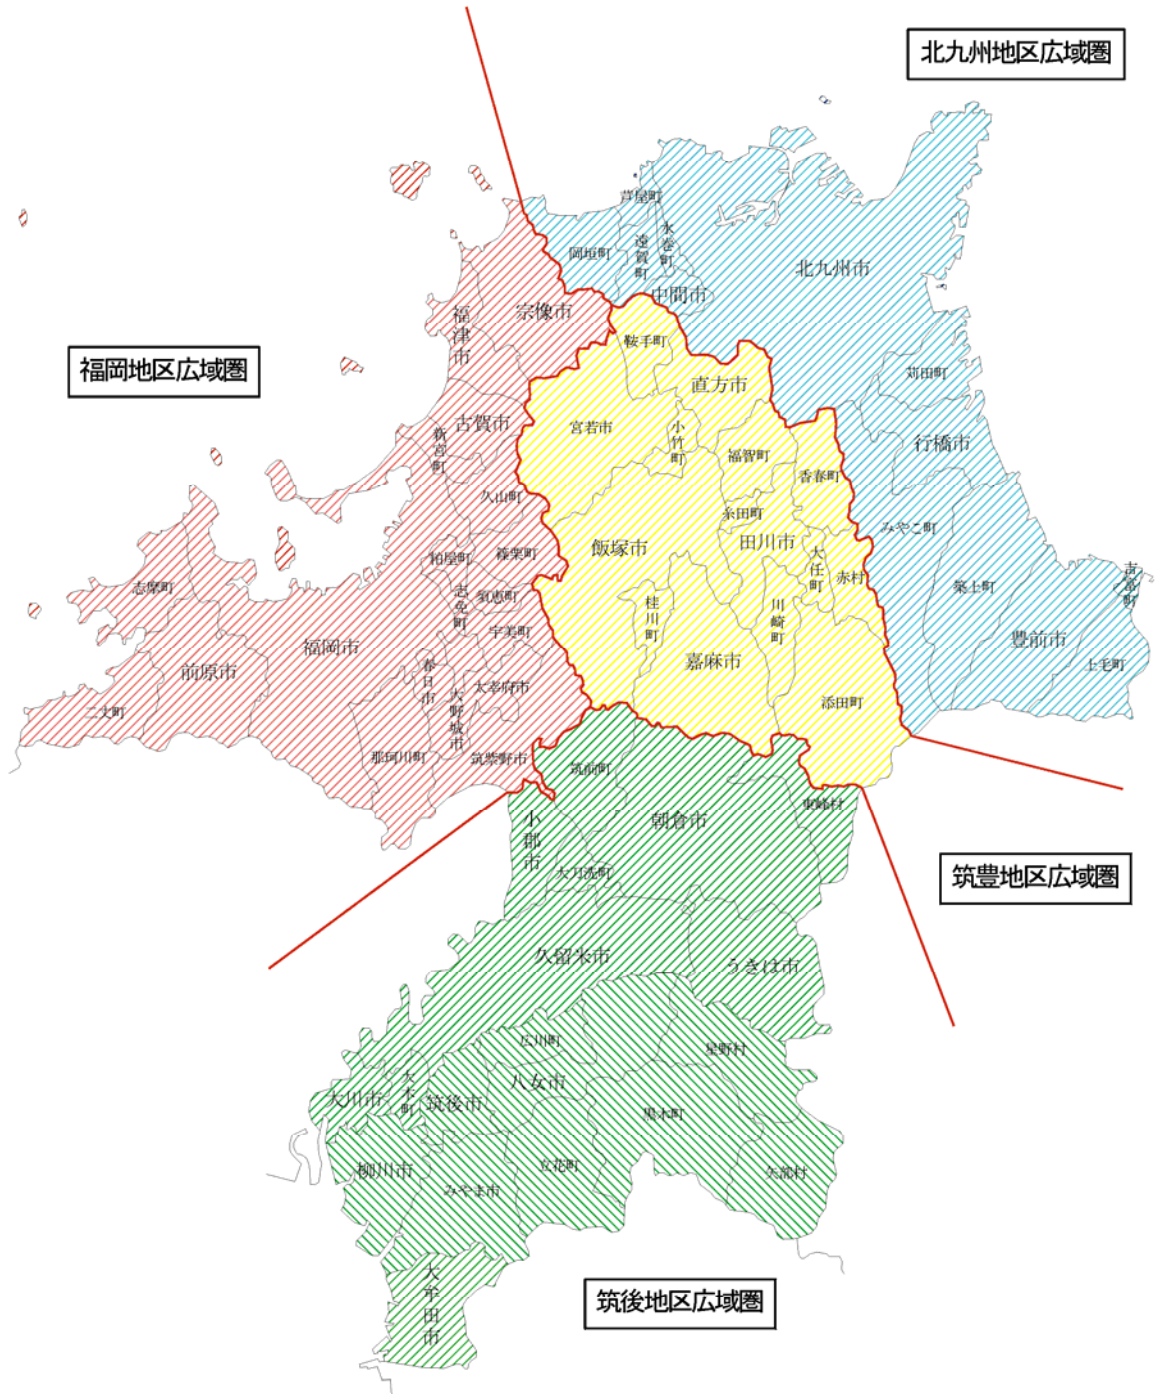 北九州地区広域圏
福岡地区広域圏
筑豊地区広域圏
筑後地区広域圏
芦屋町
水巻町
遠賀町
岡垣町
中間市
北九州市
苅田町
行橋市
みやこ町
築上町
吉富町
豊前市
上毛町
宗像市
福津市
古賀市
新宮町
久山町
篠栗町
粕屋町
須恵町
志免町
宇美町
志摩町
福岡市
前原市
二丈町
春日市
大野城市
太宰府市
那珂川町
筑紫野市
鞍手町
直方市
宮若市
小竹町
福智町
香春町
糸田町
田川市
飯塚市
大任町
赤村
桂川町
川崎町
嘉麻市
添田町
筑前町
東峰村
朝倉市
小郡市
大刀洗町
久留米市
うきは市
広川町
星野村
八女市
大木町
大川市
筑後市
黒木町
柳川市
みやま市
立花町
矢部村
大牟田市